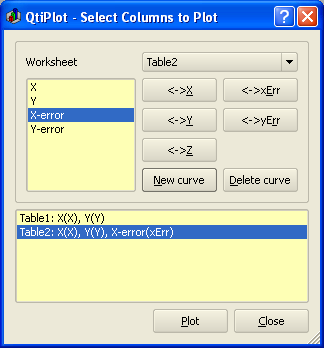 QtiPlot - Select Columns to Plot
Worksheet
Table2
X
Y
X-error
Y-error
<->X
<->xErr
<->Y
<->yErr
<->Z
New curve
Delete curve
Table1: X(X), Y(Y)
Table2: X(X), Y(Y), X-error(xErr)
Plot
Close